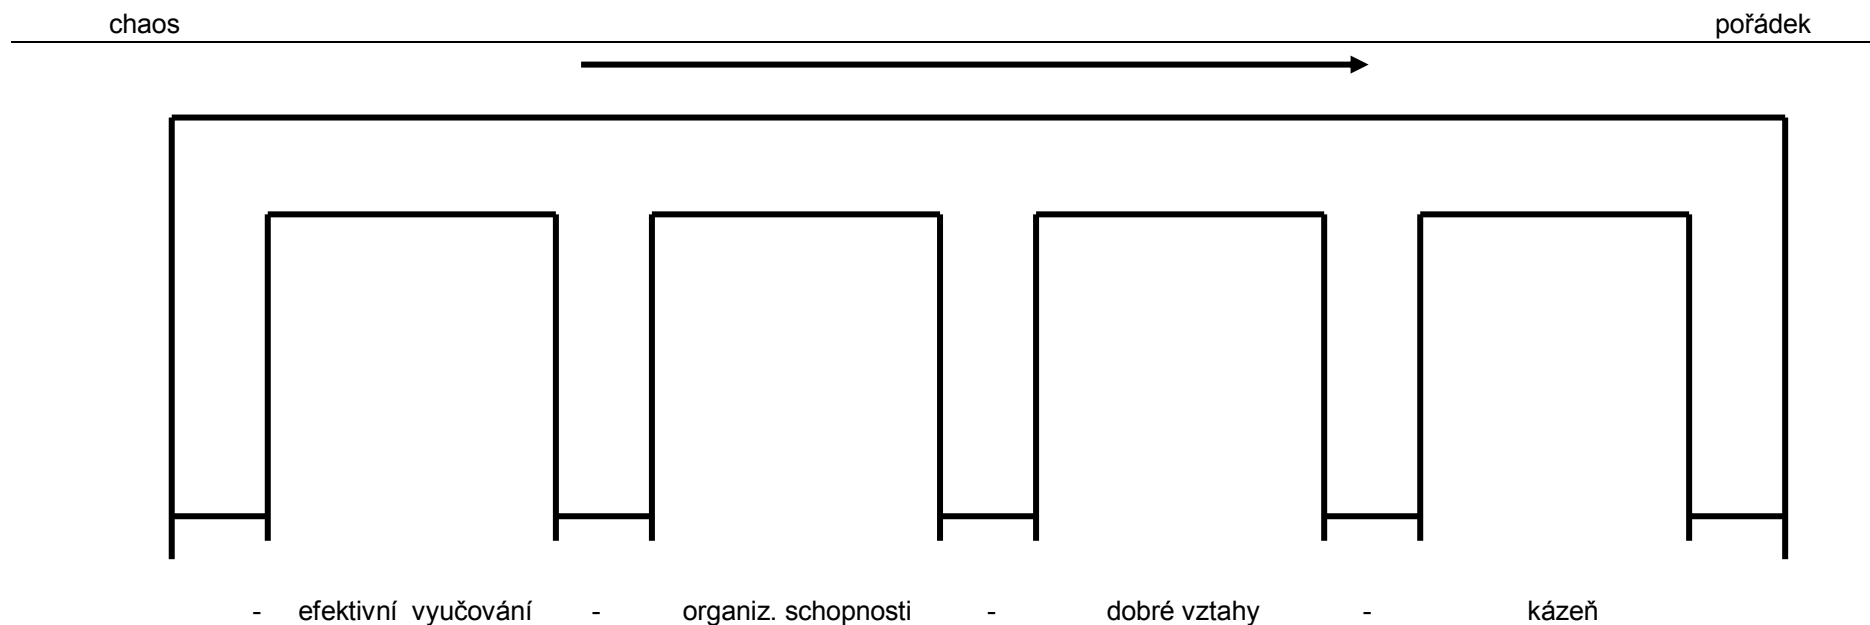 chaos pořádek
- efektivní vyučování - organiz. schopnosti - dobré vztahy - kázeň